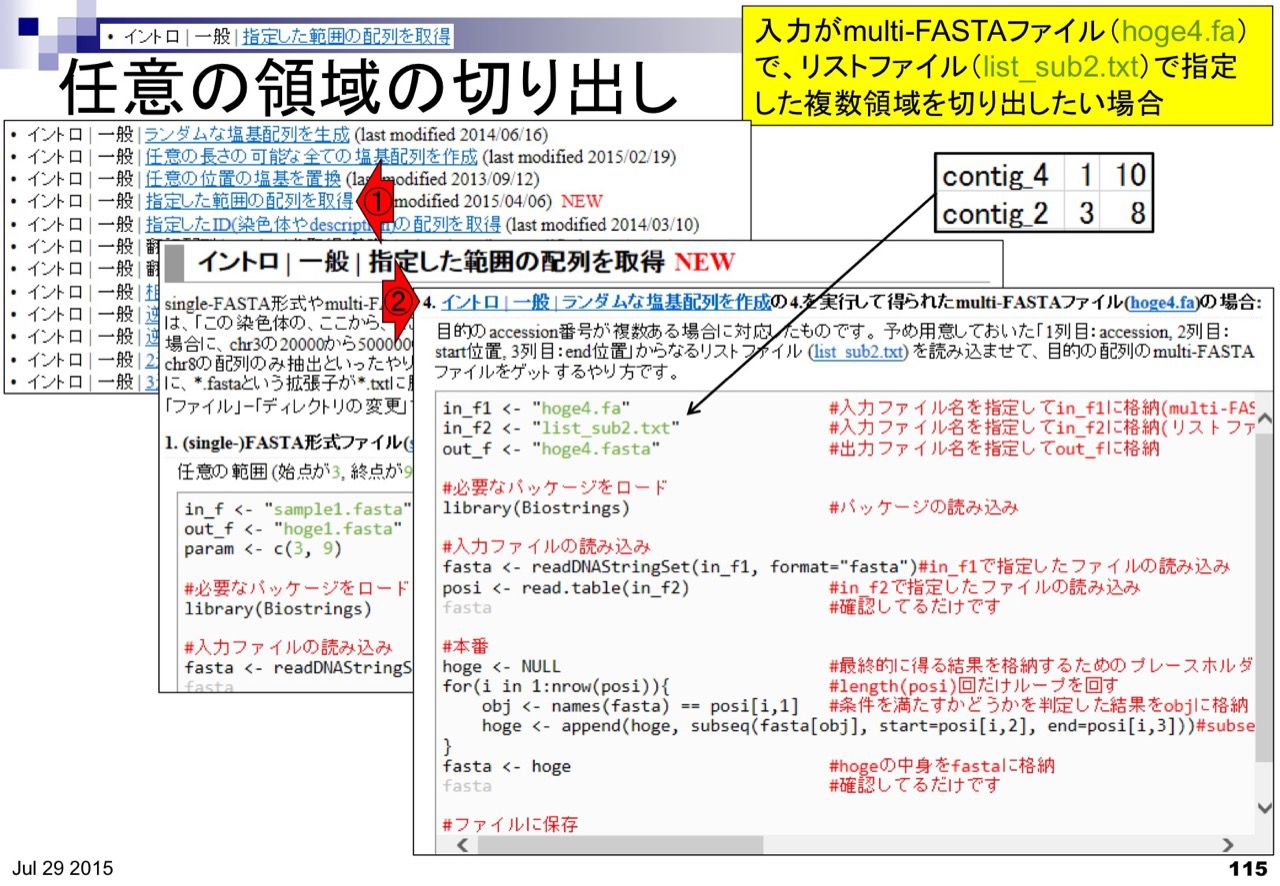 • イントロ | 一般 | 指定した範囲の配列を取得
任意の領域の切り出し
入力がmulti-FASTAファイル（hoge4.fa）
で、リストファイル（list_sub2.txt）で指定
した複数領域を切り出したい場合
• イントロ | 一般 | ランダムな塩基配列を生成 (last modified 2014/06/16)
• イントロ | 一般 | 任意の長さの可能な全ての塩基配列を作成 (last modified 2015/02/19)
• イントロ | 一般 | 任意の位置の塩基を置換 (la modified 2013/09/12)
• イントロ | 一般 | 指定した範囲の配列を取得 ① modified 2015/04/06) NEW
• イントロ | 一般 | 指定したID(染色体やdescription)の配列を取得 (last modified 2014/03/10)
• イントロ | 一般 | 翻
• イントロ | 一般 | 翻
• イントロ | 一般 | 相
• イントロ | 一般 | 逆
• イントロ | 一般 | 逆
• イントロ | 一般 | 2
• イントロ | 一般 | 3
contig_4 1 10
contig_2 3 8
イントロ | 一般 | 指定した範囲の配列を取得 NEW
single-FASTA形式やmulti-F
は、「この染色体の、ここから、
場合に、chr3の20000から500000
chr8の配列のみ抽出といったやり
に、*.fastaという拡張子が*.txtに
「ファイル」-「ディレクトリの変更」
1. (single-)FASTA形式ファイル(s
任意の範囲 (始点が3, 終点が9
in_f <- "sample1.fasta"
out_f <- "hoge1.fasta"
param <- c(3, 9)
#必要なパッケージをロード
library(Biostrings)
#入力ファイルの読み込み
fasta <- readDNAStringS
fasta
②
4. イントロ | 一般 | ランダムな塩基配列を作成の4.を実行して得られたmulti-FASTAファイル(hoge4.fa)の場合:
目的のaccession番号が複数ある場合に対応したものです。予め用意しておいた「1列目：accession, 2列目：
start位置, 3列目：end位置」からなるリストファイル (list_sub2.txt) を読み込ませて、目的の配列のmulti-FASTA
ファイルをゲットするやり方です。
in_f1 <- "hoge4.fa" #入力ファイル名を指定してin_f1に格納(multi-FAS
in_f2 <- "list_sub2.txt" #入力ファイル名を指定してin_f2に格納(リストファ
out_f <- "hoge4.fasta" #出力ファイル名を指定してout_fに格納
#必要なパッケージをロード
library(Biostrings) #パッケージの読み込み
#入力ファイルの読み込み
fasta <- readDNAStringSet(in_f1, format="fasta")#in_f1で指定したファイルの読み込み
posi <- read.table(in_f2) #in_f2で指定したファイルの読み込み
fasta #確認してるだけです
#本番
hoge <- NULL #最終的に得る結果を格納するためのプレースホルダ
for(i in 1:nrow(posi)){ #length(posi)回だけループを回す
obj <- names(fasta) == posi[i,1] #条件を満たすかどうかを判定した結果をobjに格納
hoge <- append(hoge, subseq(fasta[obj], start=posi[i,2], end=posi[i,3]))#subse
}
fasta <- hoge #hogeの中身をfastaに格納
fasta #確認してるだけです
#ファイルに保存
Jul 29 2015
115